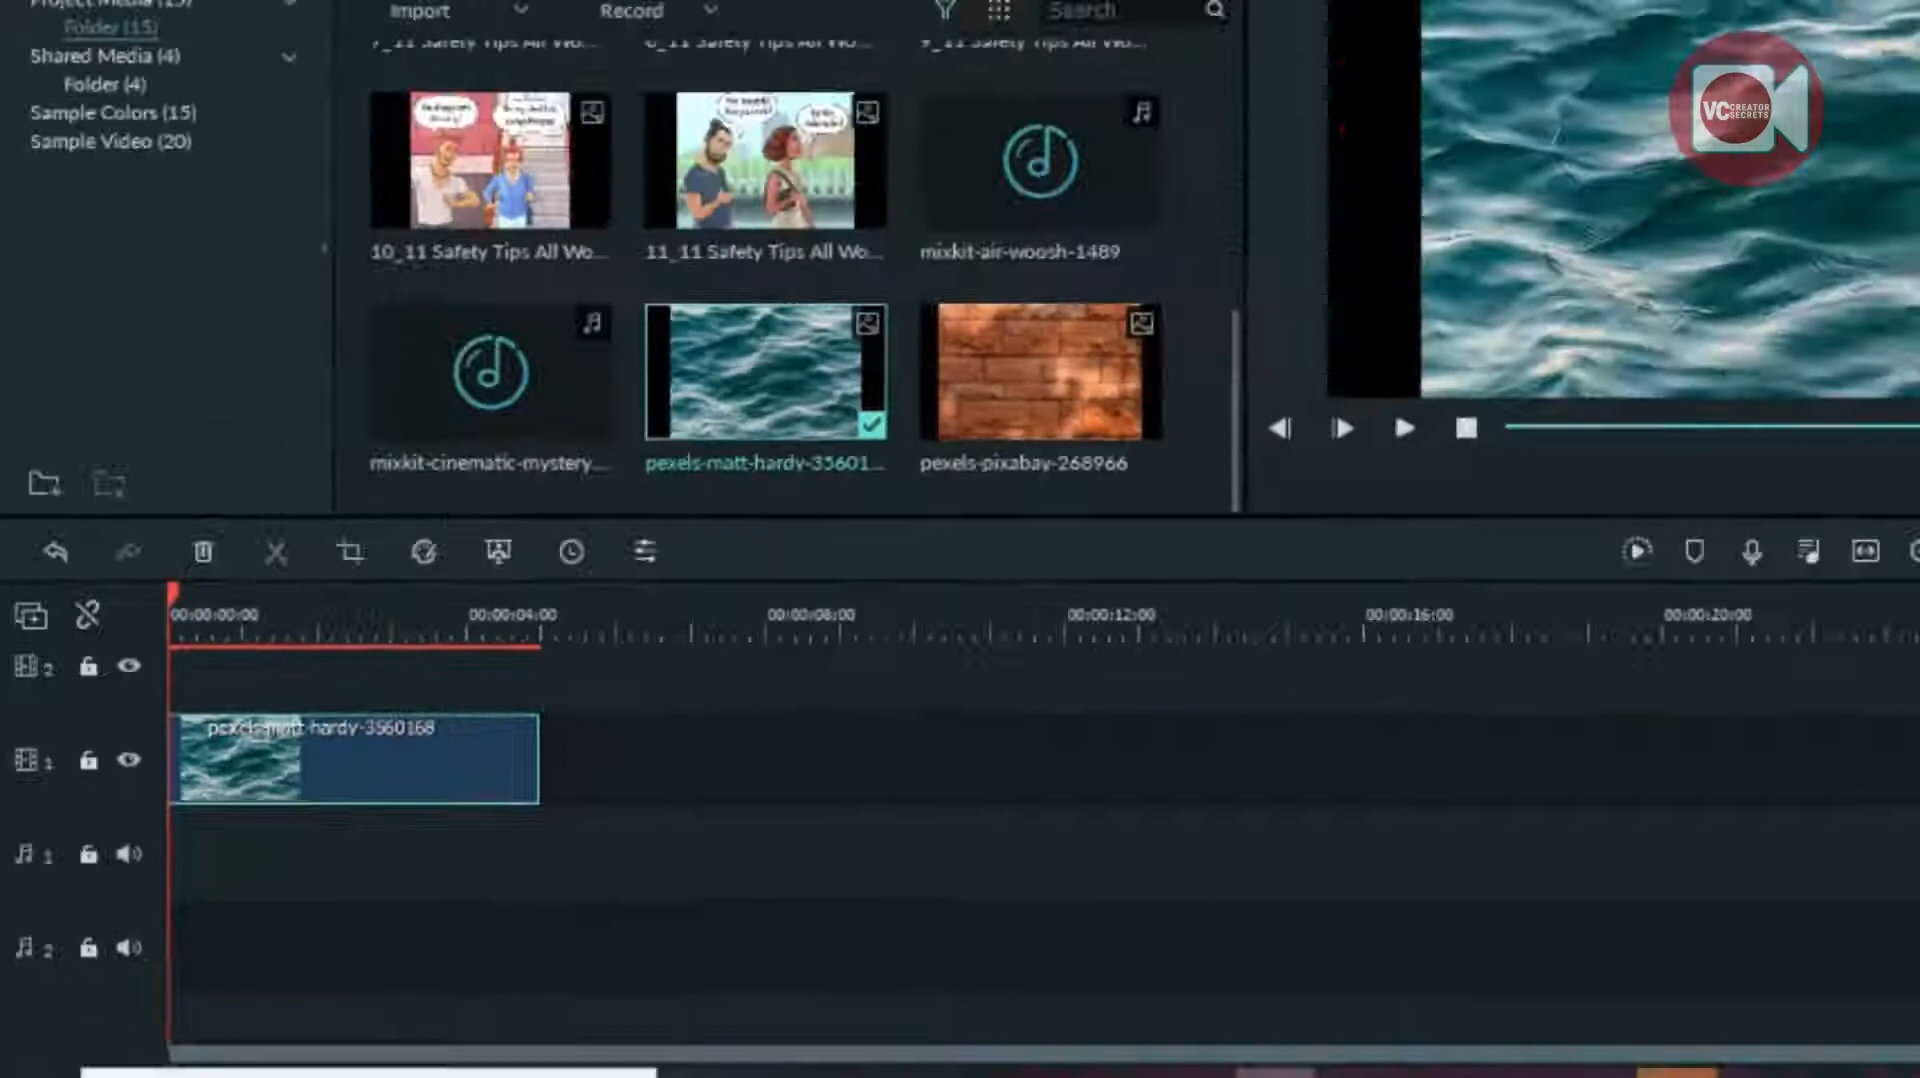 Project Media (15)
Folder (15)
Shared Media (4)
Folder (4)
Sample Colors (15)
Sample Video (20)
Import
Record
Search
Safety Tips All Wo...
Safety Tips All Wo...
9_11 Safety Tips All Wo...
10_11 Safety Tips All Wo...
11_11 Safety Tips All Wo...
mixkit-air-woosh-1489
mixkit-cinematic-mystery...
pexels-matt-hardy-35601...
pexels-pixabay-268966
VC CREATOR
SECRETS
00:00:00:00
00:00:04:00
00:00:08:00
00:00:12:00
00:00:16:00
00:00:20:00
2
pexels-matt-hardy-3560168
1
1
2